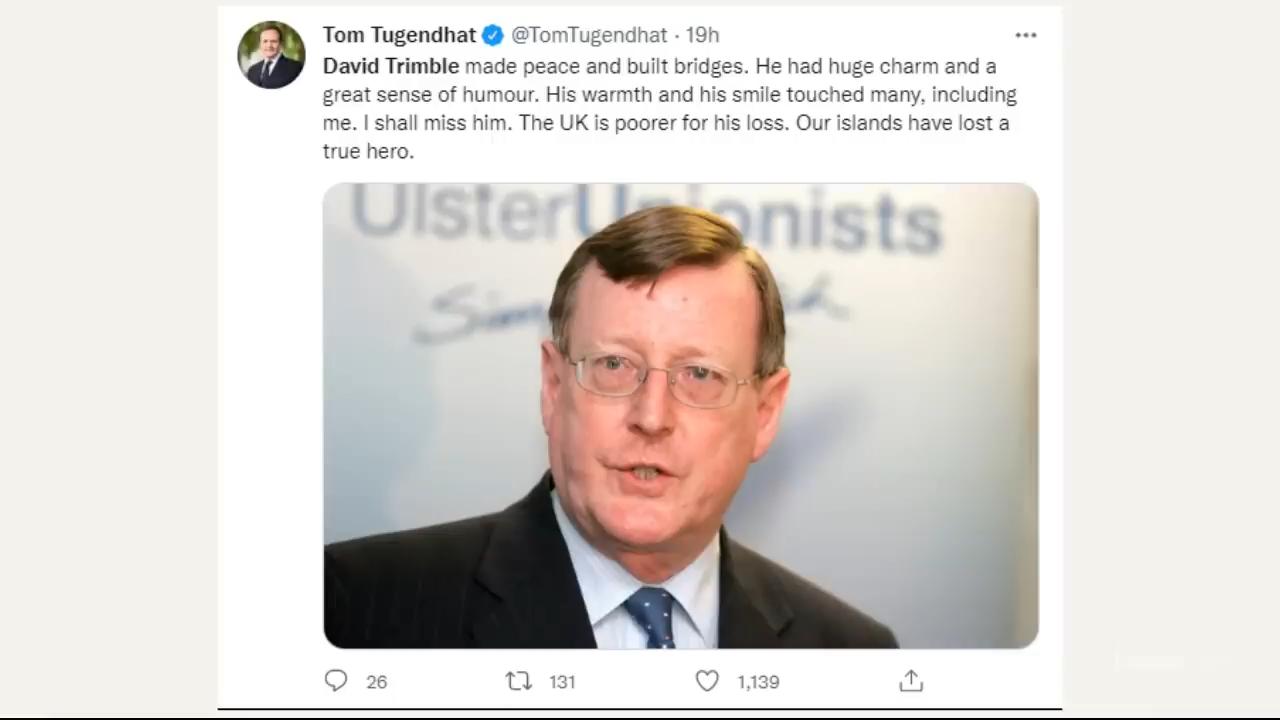 Tom Tugendhat @TomTugendhat · 19h
David Trimble made peace and built bridges. He had huge charm and a
great sense of humour. His warmth and his smile touched many, including
me. I shall miss him. The UK is poorer for his loss. Our islands have lost a
true hero.
Ulster Unionists
26 131 1,139